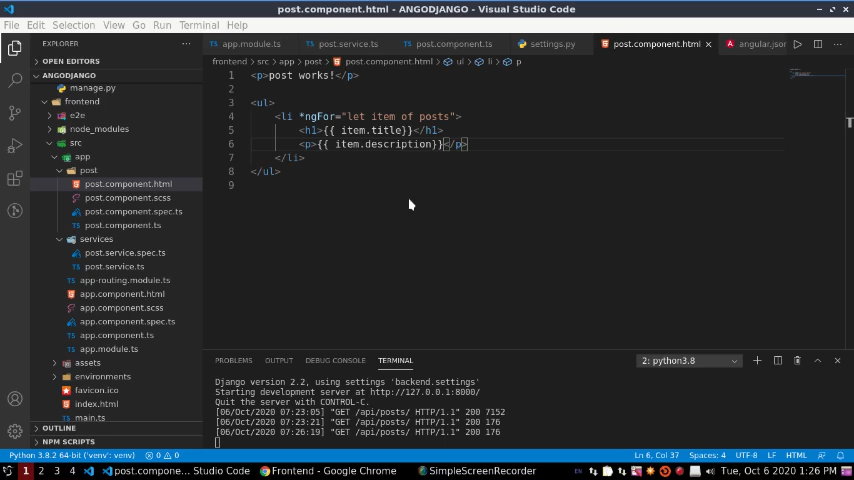 post.component.html - ANGODJANGO - Visual Studio Code
File Edit Selection View Go Run Terminal Help
EXPLORER
app.module.ts post.service.ts post.component.ts settings.py post.component.html angular.json
OPEN EDITORS
frontend > src > app > post > post.component.html > ul > li > p
ANGODJANGO
manage.py
frontend
e2e
node_modules
src
app
post
post.component.html
post.component.scss
post.component.spec.ts
post.component.ts
services
post.service.spec.ts
post.service.ts
app-routing.module.ts
app.component.html
app.component.scss
app.component.spec.ts
app.component.ts
app.module.ts
assets
environments
favicon.ico
index.html
main.ts
OUTLINE
NPM SCRIPTS
1 <p>post works!</p>
2
3 <ul>
4 <li *ngFor="let item of posts">
5 <h1>{{ item.title}}</h1>
6 <p>{{ item.description}}</p>
7 </li>
8 </ul>
9
PROBLEMS OUTPUT DEBUG CONSOLE TERMINAL 2: python3.8
Django version 2.2, using settings 'backend.settings'
Starting development server at http://127.0.0.1:8000/
Quit the server with CONTROL-C.
[06/Oct/2020 07:23:05] "GET /api/posts/ HTTP/1.1" 200 7152
[06/Oct/2020 07:23:21] "GET /api/posts/ HTTP/1.1" 200 176
[06/Oct/2020 07:26:19] "GET /api/posts/ HTTP/1.1" 200 176
Python 3.8.2 64-bit ('venv': venv) 0 0 Ln 6, Col 37 Spaces: 4 UTF-8 LF HTML
1 2 3 4 post.compone... Studio Code Frontend - Google Chrome SimpleScreenRecorder EN Tue, Oct 6 2020 1:26 PM